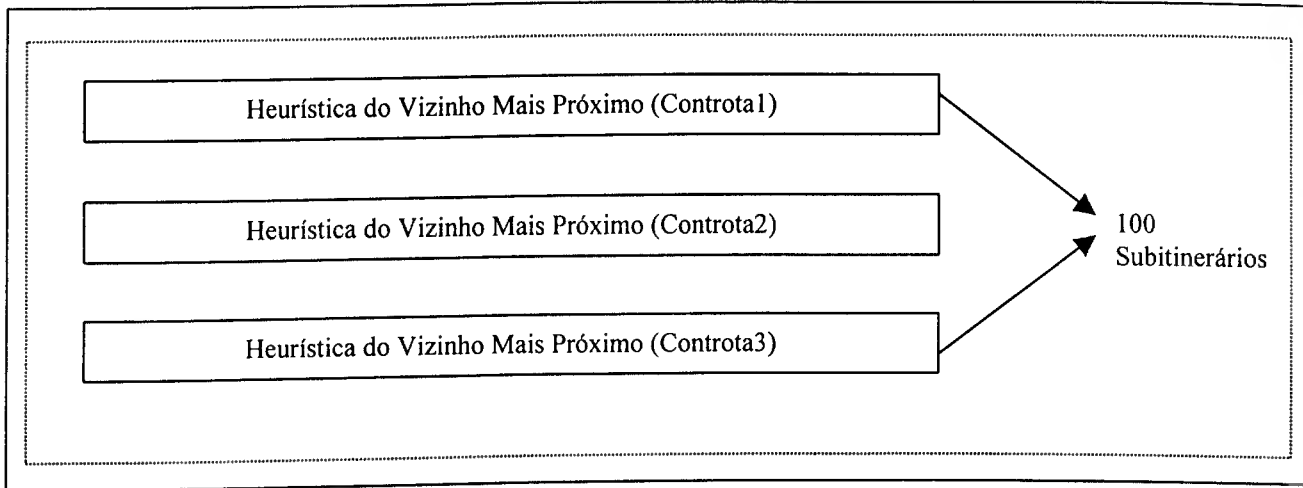 Heurística do Vizinho Mais Próximo (Controta1)
Heurística do Vizinho Mais Próximo (Controta2)
Heurística do Vizinho Mais Próximo (Controta3)
100
Subitinerários